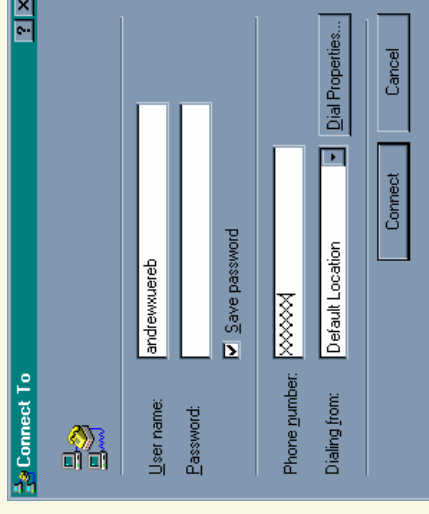 Connect To
User name: andrewxuereb
Password:
Save password
Phone number: XXXXXX
Dialing from: Default Location Dial Properties...
Connect Cancel